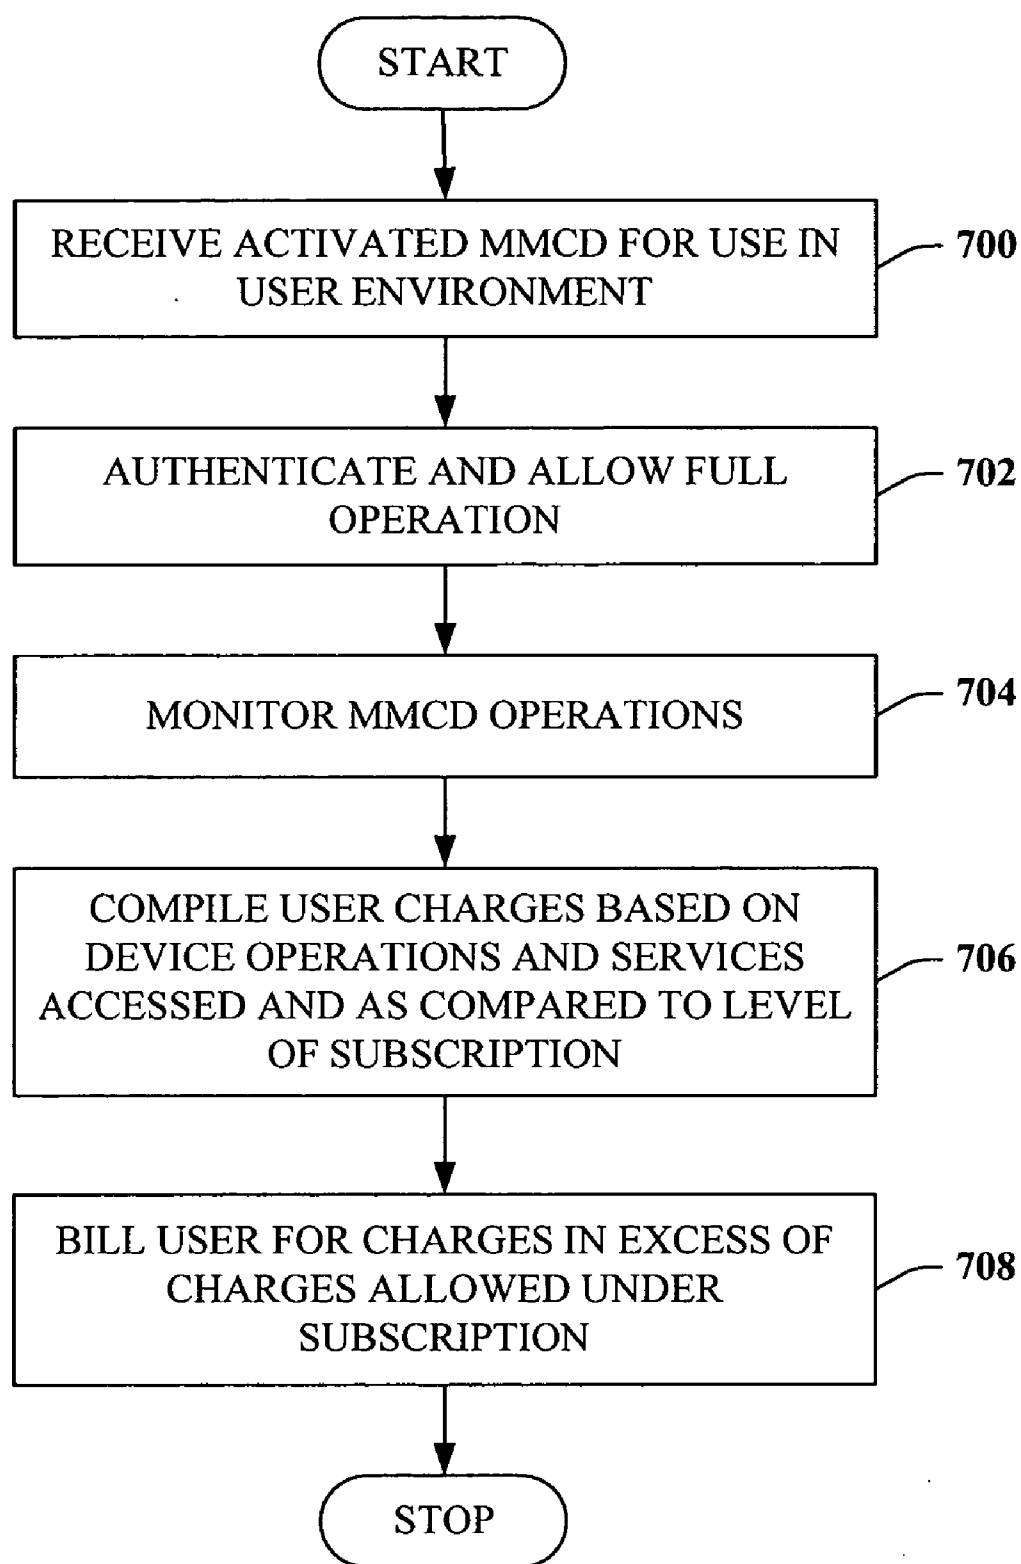 START
RECEIVE ACTIVATED MMCD FOR USE IN
USER ENVIRONMENT
700
AUTHENTICATE AND ALLOW FULL
OPERATION
702
MONITOR MMCD OPERATIONS
704
COMPILE USER CHARGES BASED ON
DEVICE OPERATIONS AND SERVICES
ACCESSED AND AS COMPARED TO LEVEL
OF SUBSCRIPTION
706
BILL USER FOR CHARGES IN EXCESS OF
CHARGES ALLOWED UNDER
SUBSCRIPTION
708
STOP